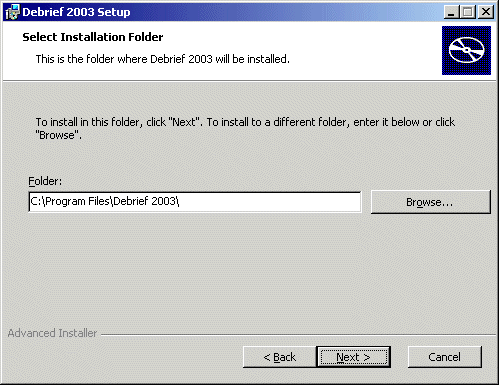 Debrief 2003 Setup
Select Installation Folder
This is the folder where Debrief 2003 will be installed.
To install in this folder, click "Next". To install to a different folder, enter it below or click
"Browse".
Folder:
C:\Program Files\Debrief 2003\
Browse...
Advanced Installer
< Back
Next >
Cancel